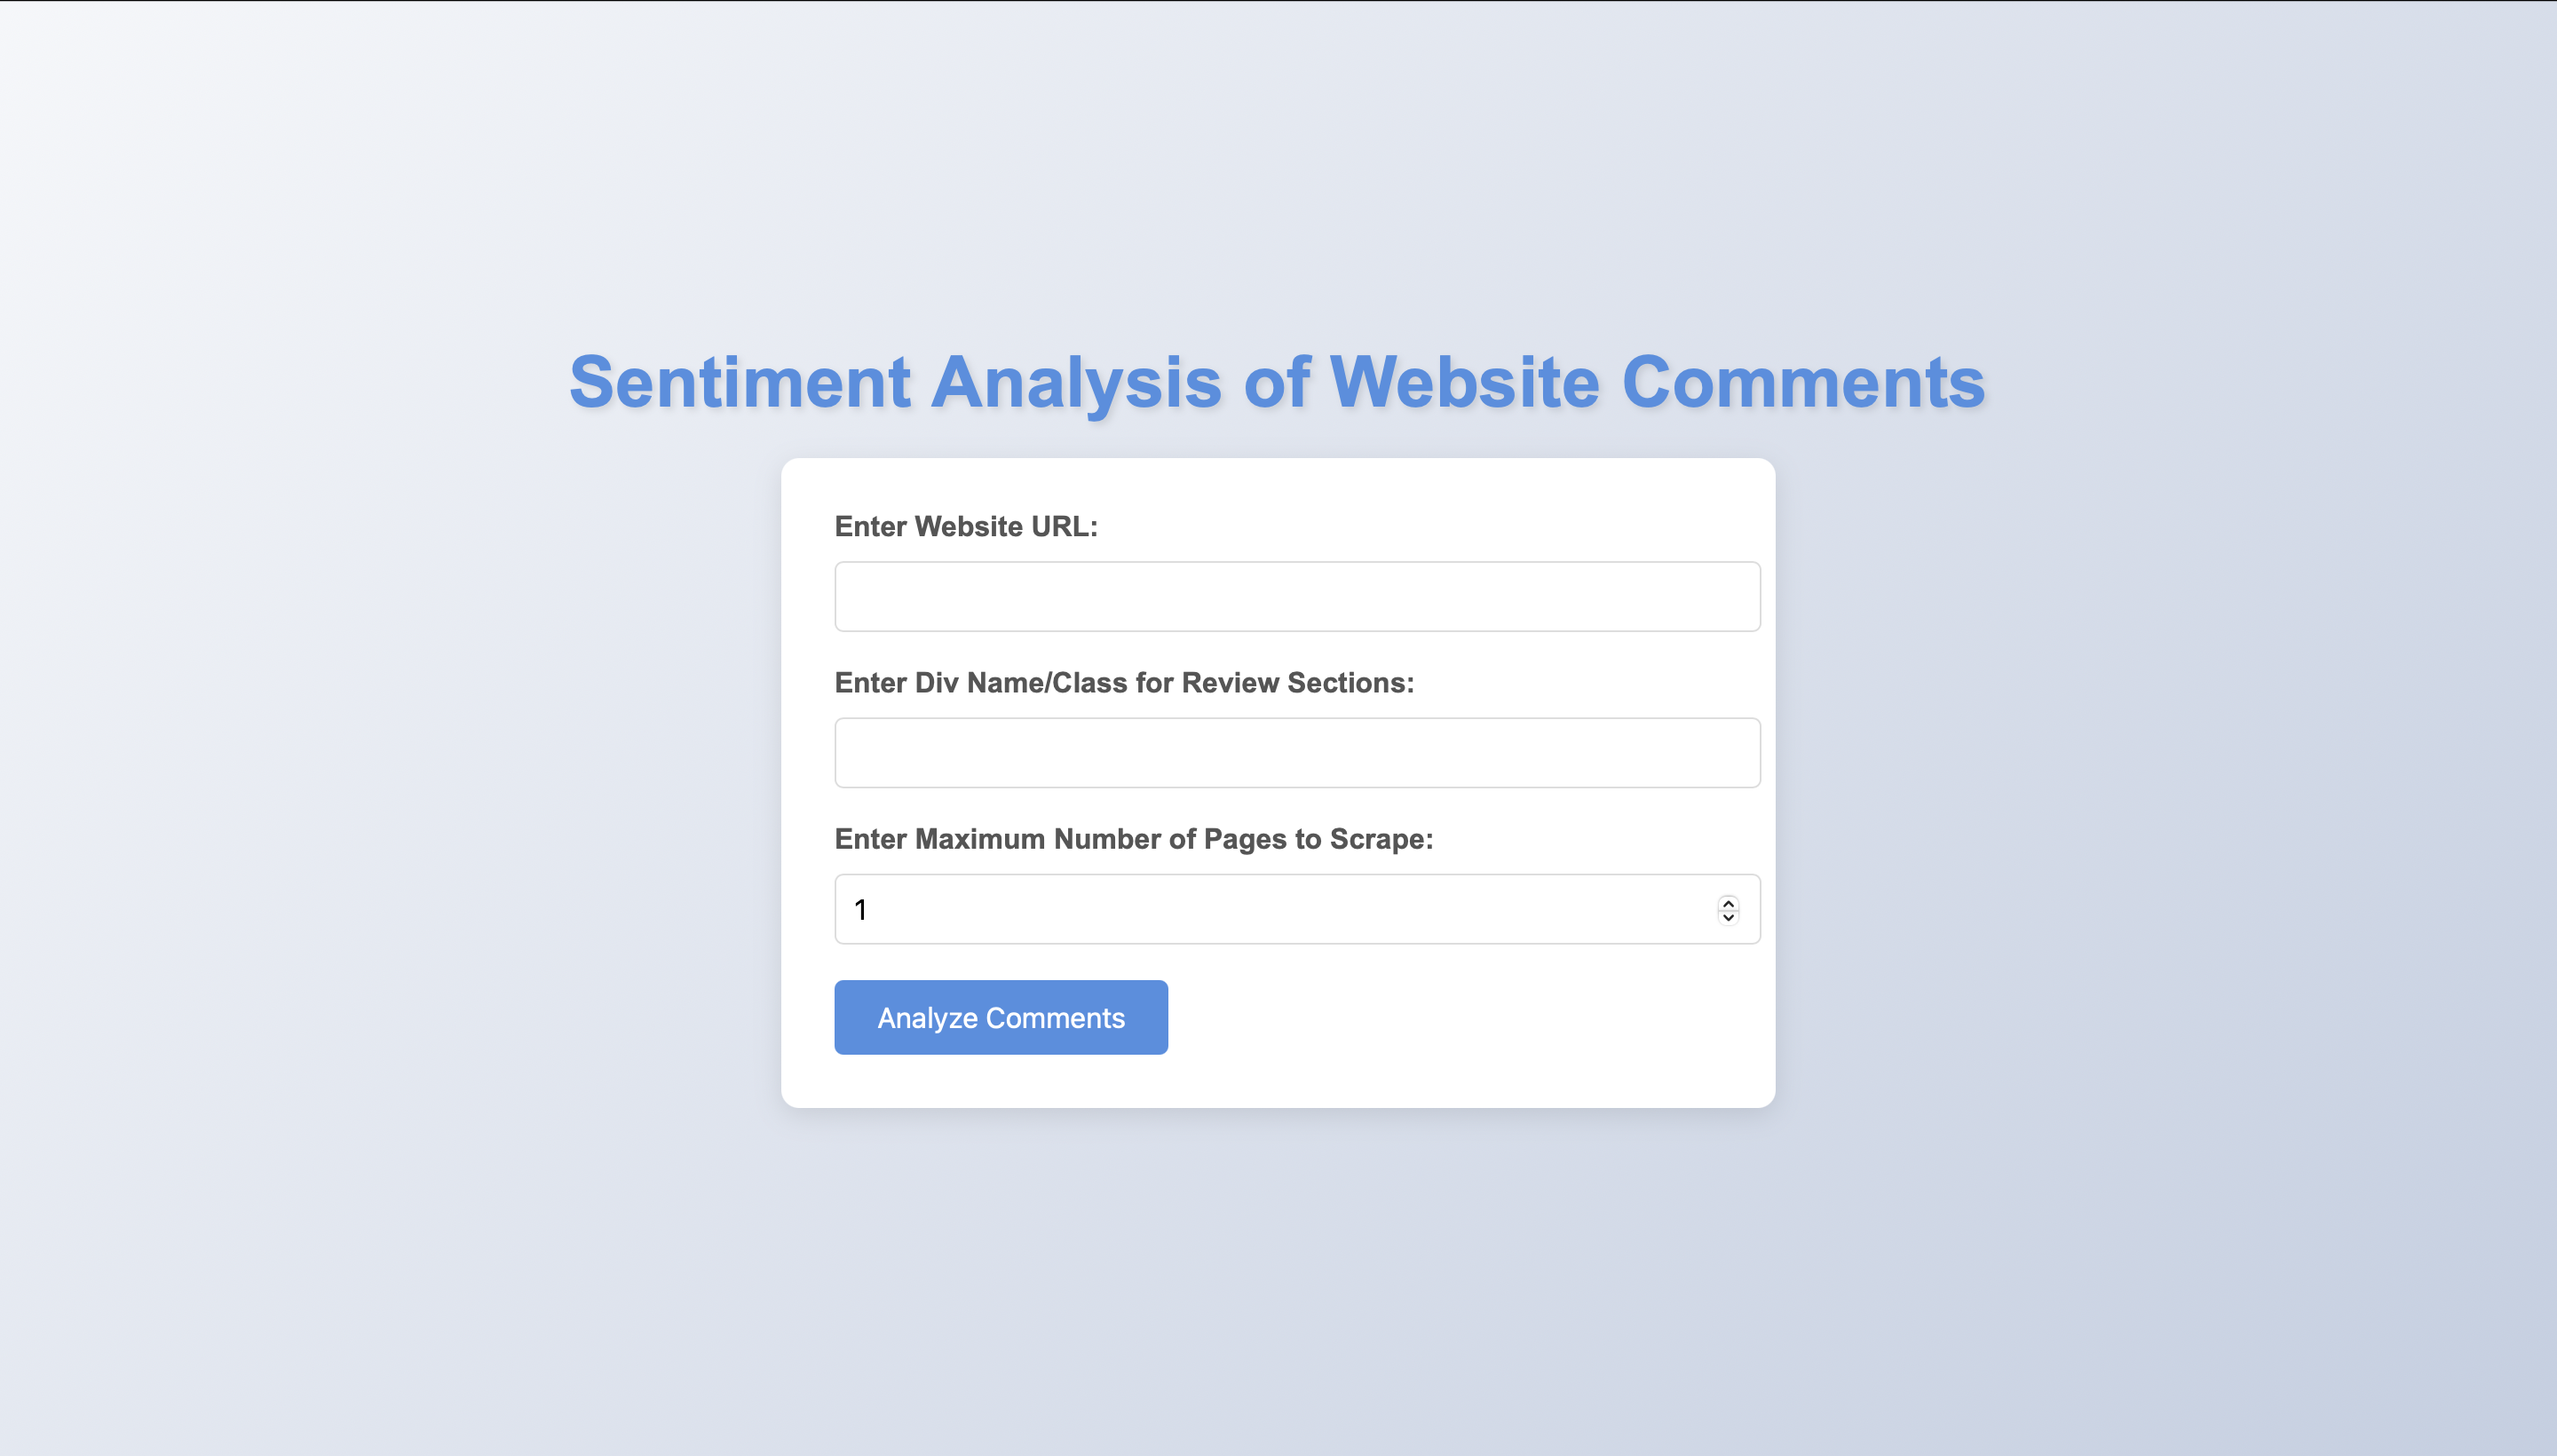 Sentiment Analysis of Website Comments
Enter Website URL:
Enter Div Name/Class for Review Sections:
Enter Maximum Number of Pages to Scrape:
1
Analyze Comments